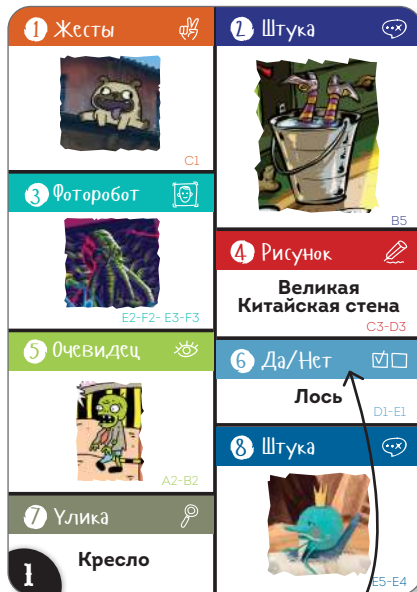 1 Жесты
C1
2 Штука
B5
3 Фоторобот
E2-F2- E3-F3
4 Рисунок
Великая
Китайская стена
C3-D3
5 Очевидец
A2-B2
6 Да/Нет
Лось
D1-E1
7 Улика
Кресло
1
8 Штука
E5-E4